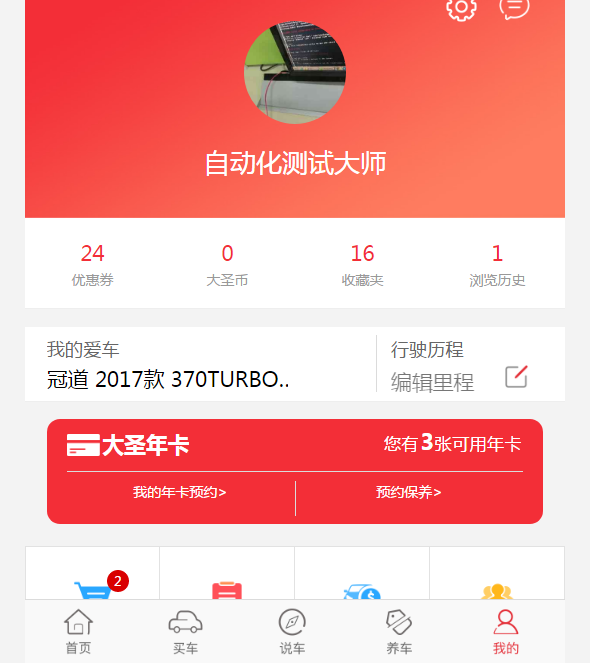 自动化测试大师
24 0 16 1
优惠券 大圣币 收藏夹 浏览历史
我的爱车 行驶历程
冠道 2017款 370TURBO.. 编辑里程
大圣年卡 您有3张可用年卡
我的年卡预约> 预约保养>
2
首页 买车 说车 养车 我的